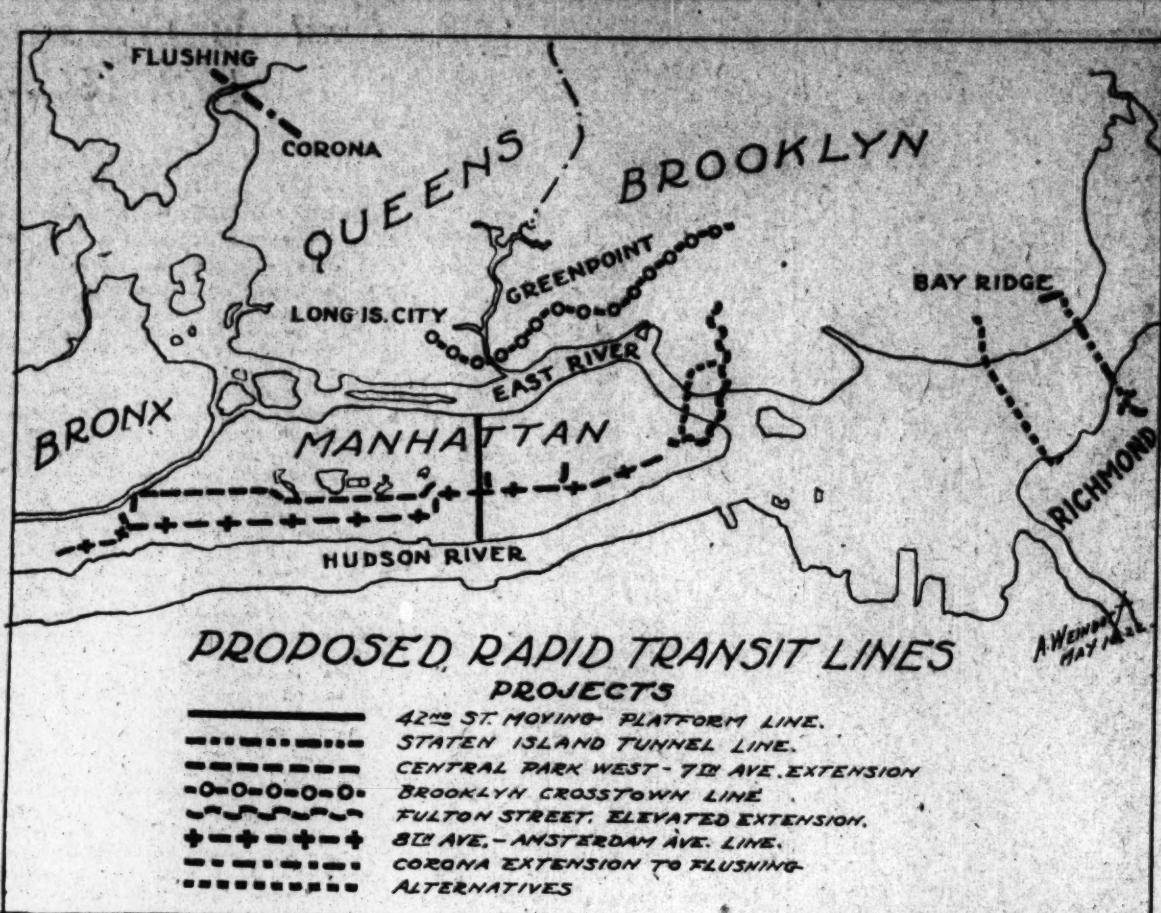 FLUSHING
CORONA
QUEENS
BROOKLYN
GREENPOINT
LONG IS. CITY
BAY RIDGE
EAST RIVER
BRONX
MANHATTAN
RICHMOND
HUDSON RIVER
PROPOSED RAPID TRANSIT LINES
A.
MAY
PROJECTS
42ND ST. MOVING PLATFORM LINE.
STATEN ISLAND TUNNEL LINE.
CENTRAL PARK WEST - 7TH AVE. EXTENSION
BROOKLYN CROSSTOWN LINE
FULTON STREET. ELEVATED EXTENSION.
8TH AVE. - AMSTERDAM AVE. LINE.
CORONA EXTENSION TO FLUSHING
ALTERNATIVES